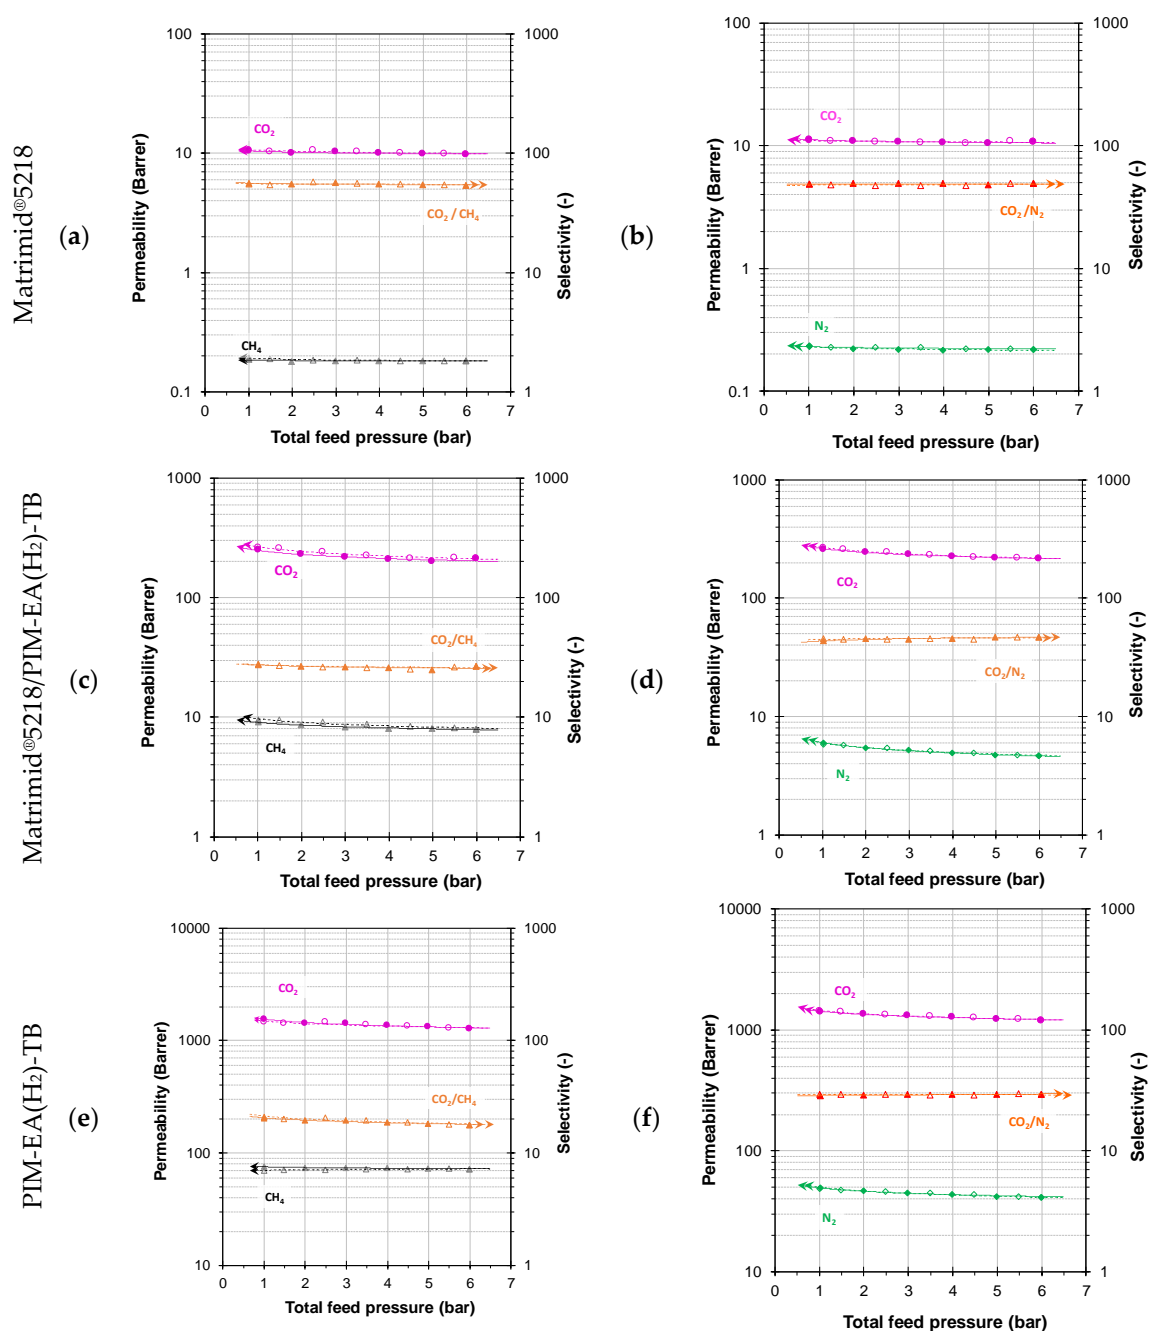 Matrimid®5218
(a)
Permeability (Barrer)
100
10
1
0.1
CO₂
CO₂ / CH₄
CH₄
1000
100
10
1
Selectivity (-)
0 1 2 3 4 5 6 7
Total feed pressure (bar)
(b)
Permeability (Barrer)
100
10
1
0.1
CO₂
CO₂/N₂
N₂
1000
100
10
1
Selectivity (-)
0 1 2 3 4 5 6 7
Total feed pressure (bar)
Matrimid®5218/PIM-EA(H₂)-TB
(c)
Permeability (Barrer)
1000
100
10
1
CO₂
CO₂/CH₄
CH₄
1000
100
10
1
Selectivity (-)
0 1 2 3 4 5 6 7
Total feed pressure (bar)
(d)
Permeability (Barrer)
1000
100
10
1
CO₂
CO₂/N₂
N₂
1000
100
10
1
Selectivity (-)
0 1 2 3 4 5 6 7
Total feed pressure (bar)
PIM-EA(H₂)-TB
(e)
Permeability (Barrer)
10000
1000
100
10
CO₂
CO₂/CH₄
CH₄
1000
100
10
1
Selectivity (-)
0 1 2 3 4 5 6 7
Total feed pressure (bar)
(f)
Permeability (Barrer)
10000
1000
100
10
CO₂
CO₂/N₂
N₂
1000
100
10
1
Selectivity (-)
0 1 2 3 4 5 6 7
Total feed pressure (bar)